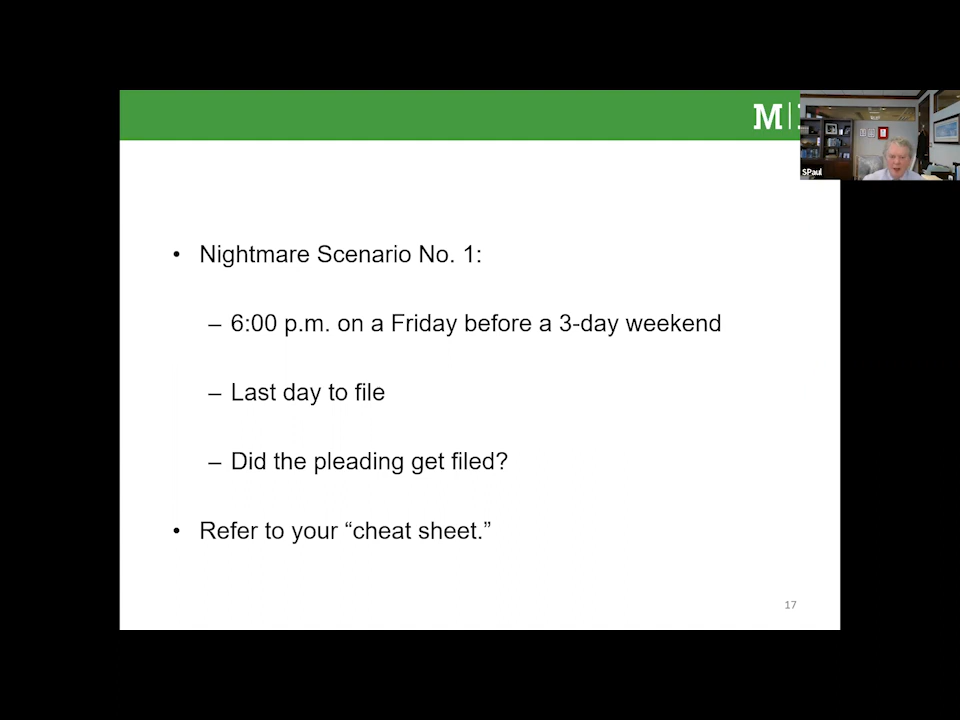 M|
SPaul
• Nightmare Scenario No. 1:
– 6:00 p.m. on a Friday before a 3-day weekend
– Last day to file
– Did the pleading get filed?
• Refer to your “cheat sheet.”
17